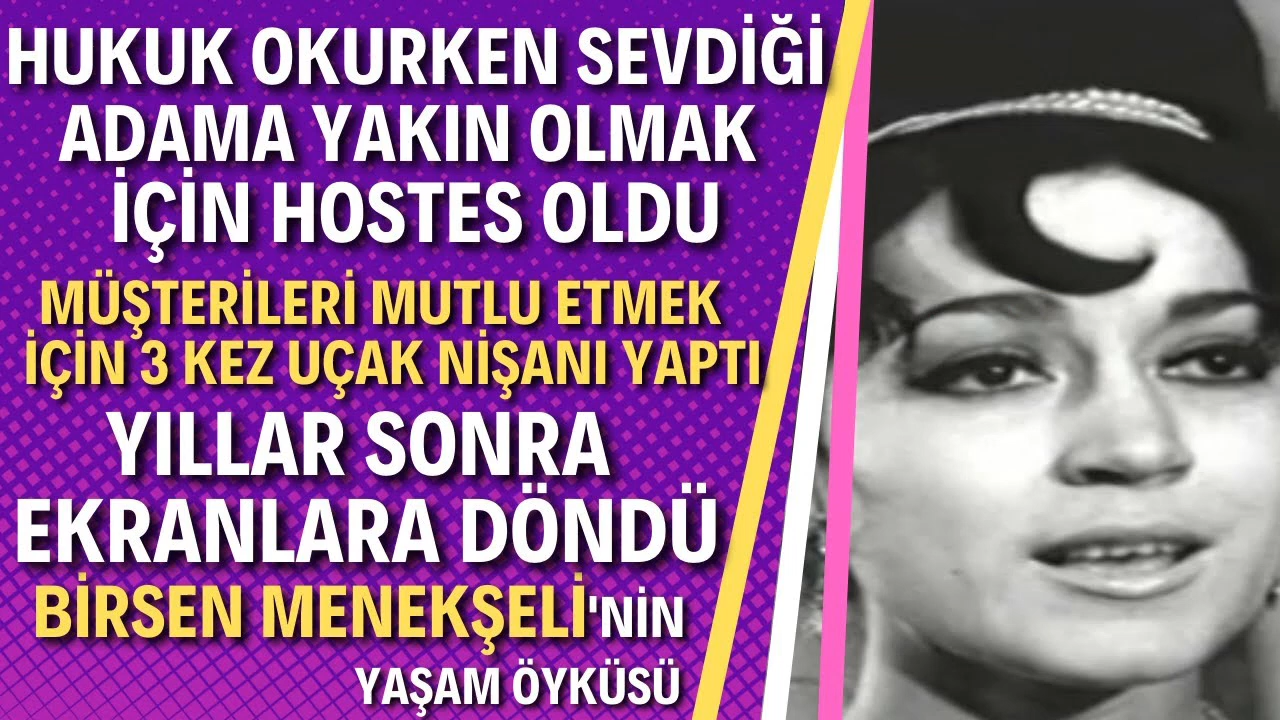 HUKUK OKURKEN SEVDİĞİ
ADAMA YAKIN OLMAK
İÇİN HOSTES OLDU
MÜŞTERİLERİ MUTLU ETMEK
İÇİN 3 KEZ UÇAK NİŞANI YAPTI
YILLAR SONRA
EKRANLARA DÖNDÜ
BİRSEN MENEKŞELİ'NİN
YAŞAM ÖYKÜSÜ